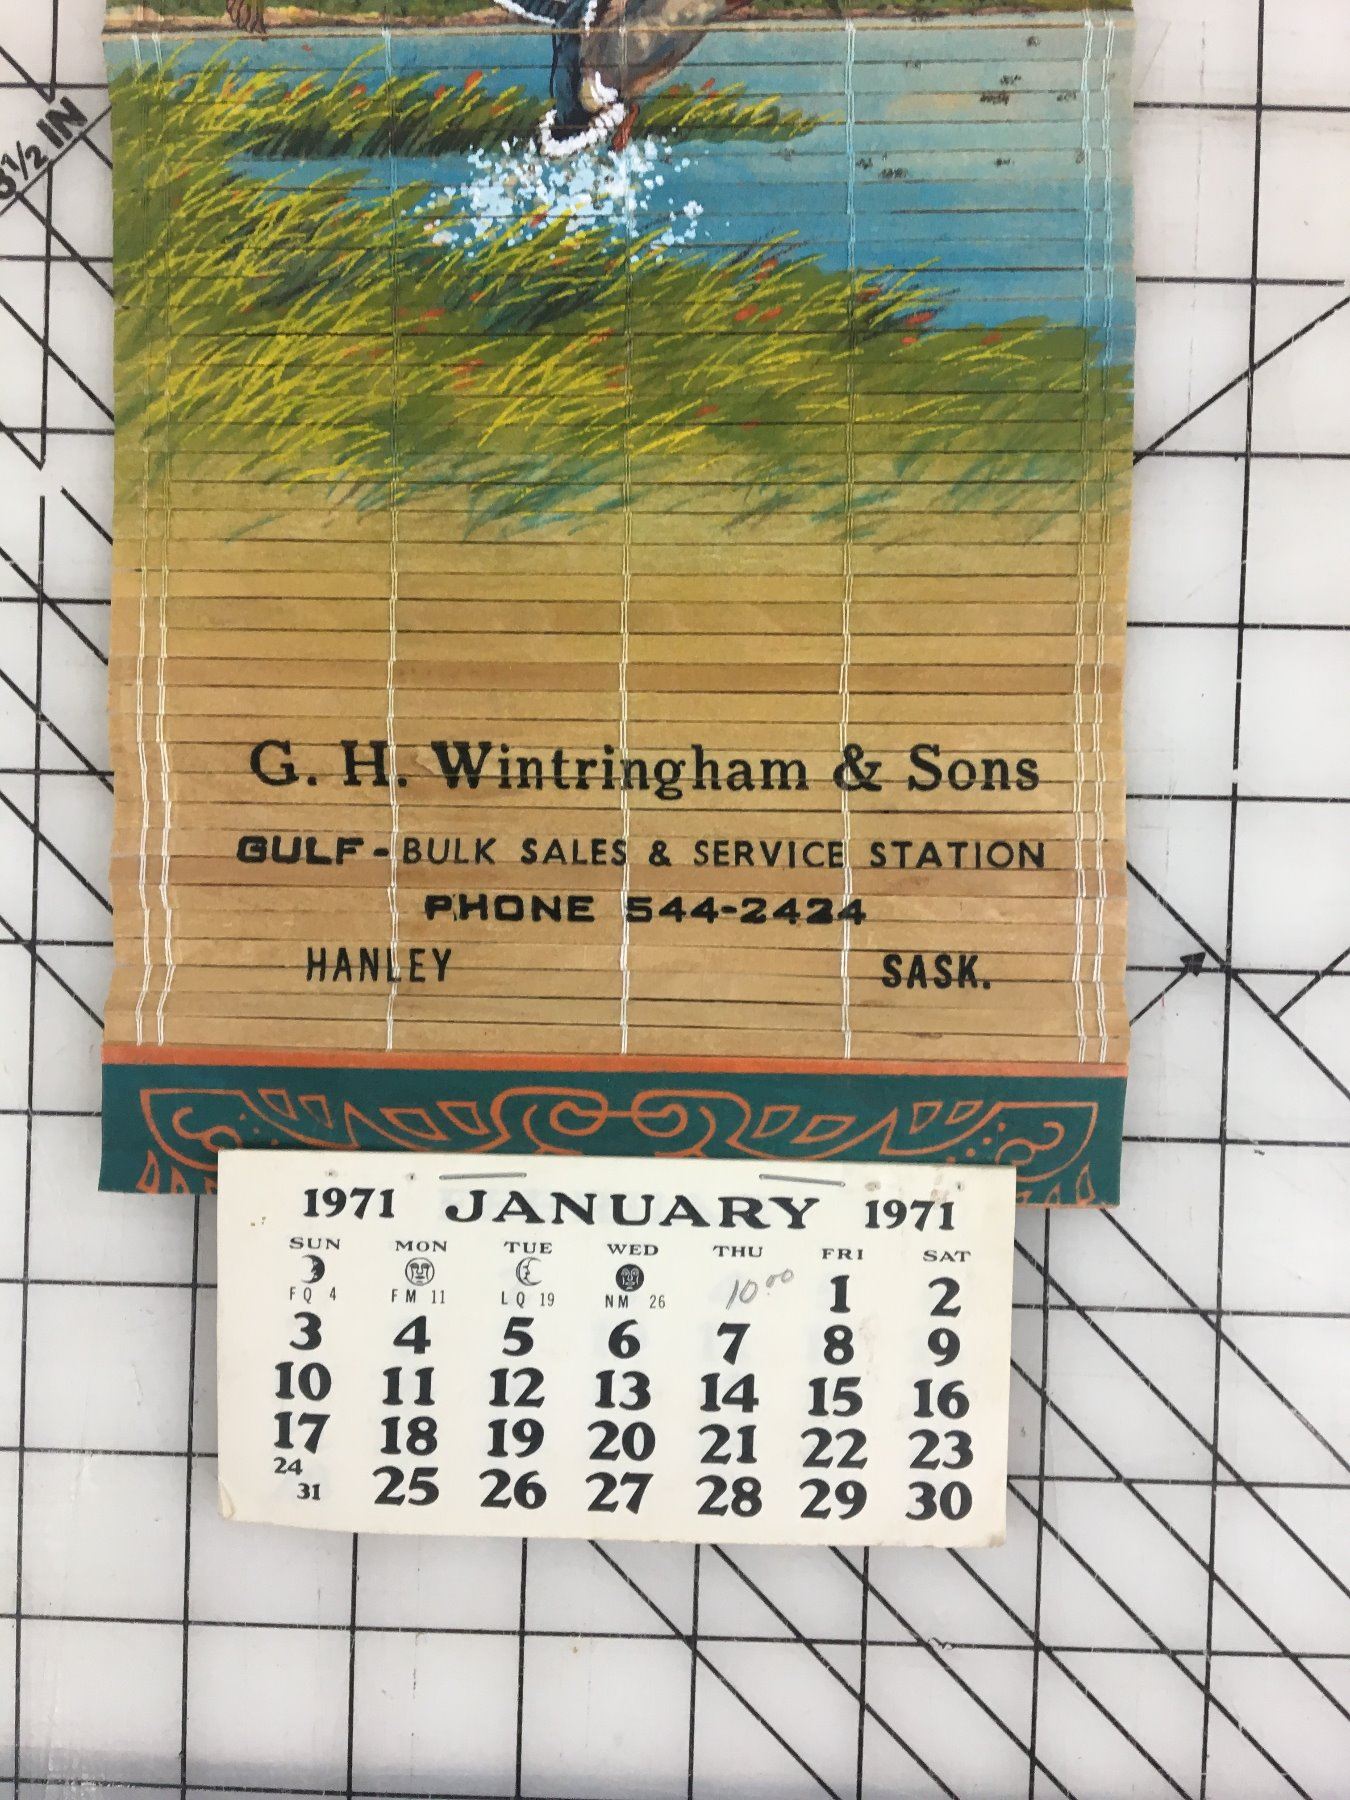 6 1/2 IN
G. H. Wintringham & Sons
GULF - BULK SALES & SERVICE STATION
PHONE 544-2424
HANLEY SASK.
1971 JANUARY 1971
SUN MON TUE WED THU FRI SAT
FQ 4 FM 11 LQ 19 NM 26 10.00 1 2
3 4 5 6 7 8 9
10 11 12 13 14 15 16
17 18 19 20 21 22 23
24/31 25 26 27 28 29 30